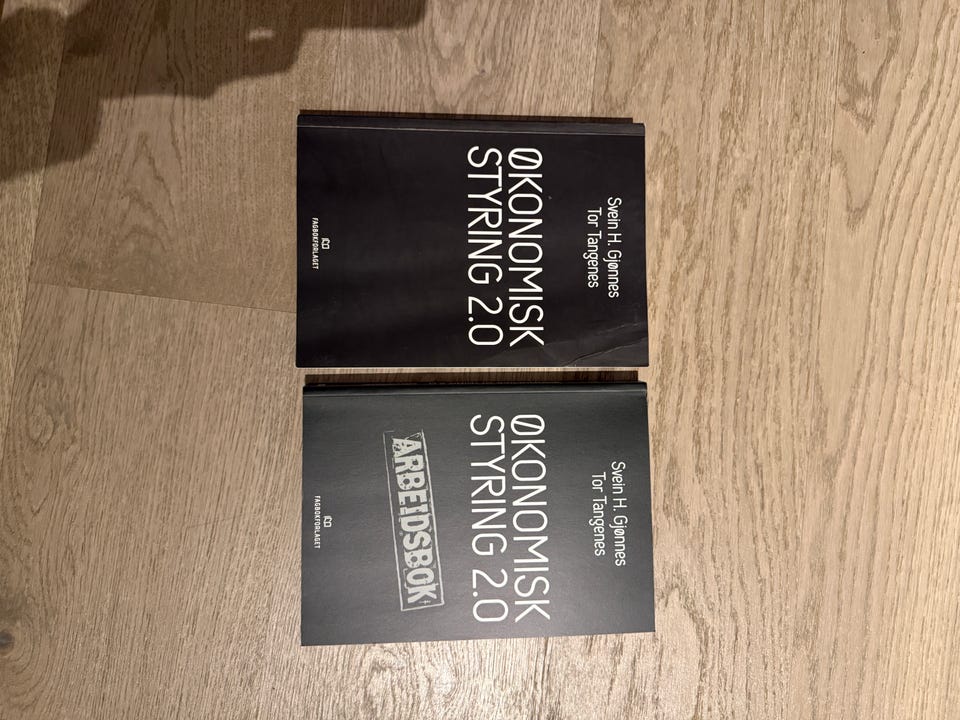 Svein H. Gjønnes
Tor Tangenes
ØKONOMISK
STYRING 2.0
FAGBOKFORLAGET
Svein H. Gjønnes
Tor Tangenes
ØKONOMISK
STYRING 2.0
ARBEIDSBOK
FAGBOKFORLAGET